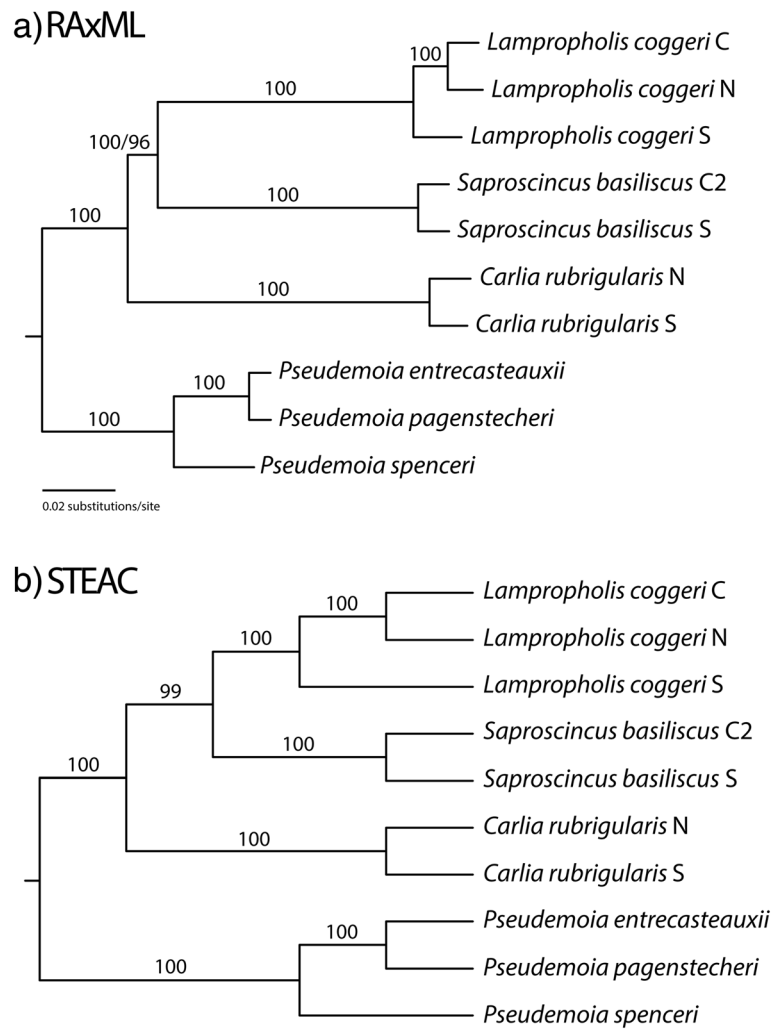 a) RAxML
Lampropholis coggeri C
100
Lampropholis coggeri N
100
Lampropholis coggeri S
100/96
Saproscincus basiliscus C2
100
Saproscincus basiliscus S
100
Carlia rubrigularis N
100
Carlia rubrigularis S
Pseudemoia entrecasteauxii
100
Pseudemoia pagenstecheri
100
Pseudemoia spenceri
0.02 substitutions/site
b) STEAC
Lampropholis coggeri C
100
Lampropholis coggeri N
100
Lampropholis coggeri S
99
Saproscincus basiliscus C2
100
Saproscincus basiliscus S
100
Carlia rubrigularis N
100
Carlia rubrigularis S
Pseudemoia entrecasteauxii
100
Pseudemoia pagenstecheri
100
Pseudemoia spenceri